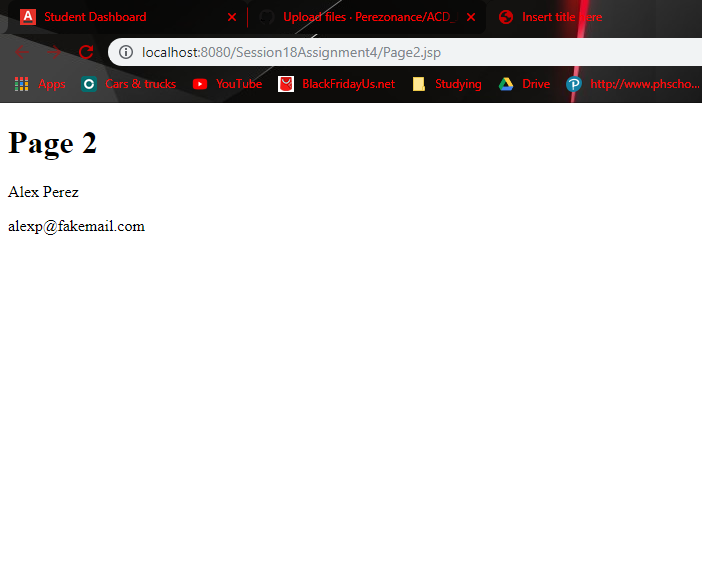 A Student Dashboard Upload files · Perezonance/ACD_ Insert title here
localhost:8080/Session18Assignment4/Page2.jsp
Apps Cars & trucks YouTube BlackFridayUs.net Studying Drive http://www.phscho...
Page 2
Alex Perez
alexp@fakemail.com